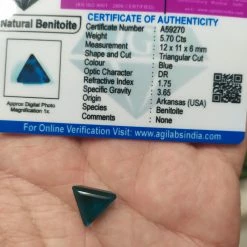 Natural Benitoite
CERTIFICATE OF AUTHENTICITY
Certificate Number : A59270
Weight : 5.70 Cts.
Measurement : 12 x 11 x 6 mm
Shape and Cut : Triangular Cut
Colour : Blue
Optic Character : DR
Refractive Index : 1.75
Specific Gravity : 3.65
Origin : Arkansas (USA)
Species : Benitoite
Comments : None
Approx Digital Photo
Magnification 1x
For Online Verification Visit: www.agilabsindia.com